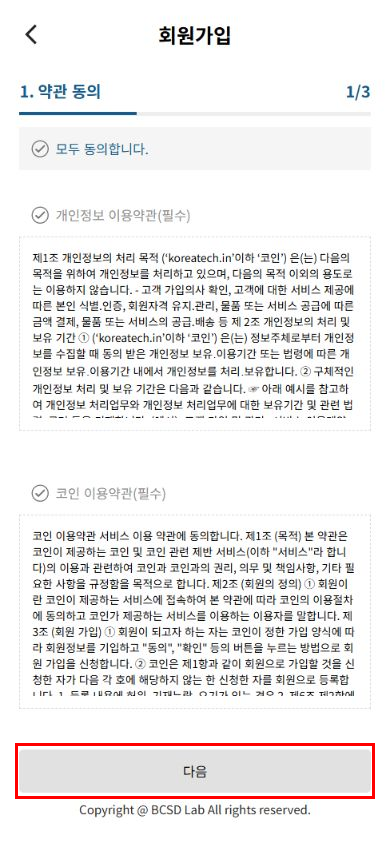 회원가입
1. 약관 동의
1/3
모두 동의합니다.
개인정보 이용약관(필수)
제1조 개인정보의 처리 목적 (‘koreatech.in’이하 ‘코인’) 은(는) 다음의
목적을 위하여 개인정보를 처리하고 있으며, 다음의 목적 이외의 용도로
는 이용하지 않습니다. - 고객 가입의사 확인, 고객에 대한 서비스 제공에
따른 본인 식별.인증, 회원자격 유지.관리, 물품 또는 서비스 공급에 따른
금액 결제, 물품 또는 서비스의 공급.배송 등 제 2조 개인정보의 처리 및
보유 기간 ① (‘koreatech.in’이하 ‘코인’) 은(는) 정보주체로부터 개인정
보를 수집할 때 동의 받은 개인정보 보유.이용기간 또는 법령에 따른 개
인정보 보유.이용기간 내에서 개인정보를 처리.보유합니다. ② 구체적인
개인정보 처리 및 보유 기간은 다음과 같습니다. ☞ 아래 예시를 참고하
여 개인정보 처리업무와 개인정보 처리업무에 대한 보유기간 및 관련 법
코인 이용약관(필수)
코인 이용약관 서비스 이용 약관에 동의합니다. 제1조 (목적) 본 약관은
코인이 제공하는 코인 및 코인 관련 제반 서비스(이하 "서비스"라 합니
다)의 이용과 관련하여 코인과 코인과의 권리, 의무 및 책임사항, 기타 필
요한 사항을 규정함을 목적으로 합니다. 제2조 (회원의 정의) ① 회원이
란 코인이 제공하는 서비스에 접속하여 본 약관에 따라 코인의 이용절차
에 동의하고 코인가 제공하는 서비스를 이용하는 이용자를 말합니다. 제
3조 (회원 가입) ① 회원이 되고자 하는 자는 코인이 정한 가입 양식에 따
라 회원정보를 기입하고 "동의", "확인" 등의 버튼을 누르는 방법으로 회
원 가입을 신청합니다. ② 코인은 제1항과 같이 회원으로 가입할 것을 신
청한 자가 다음 각 호에 해당하지 않는 한 신청한 자를 회원으로 등록합
다음
Copyright @ BCSD Lab All rights reserved.